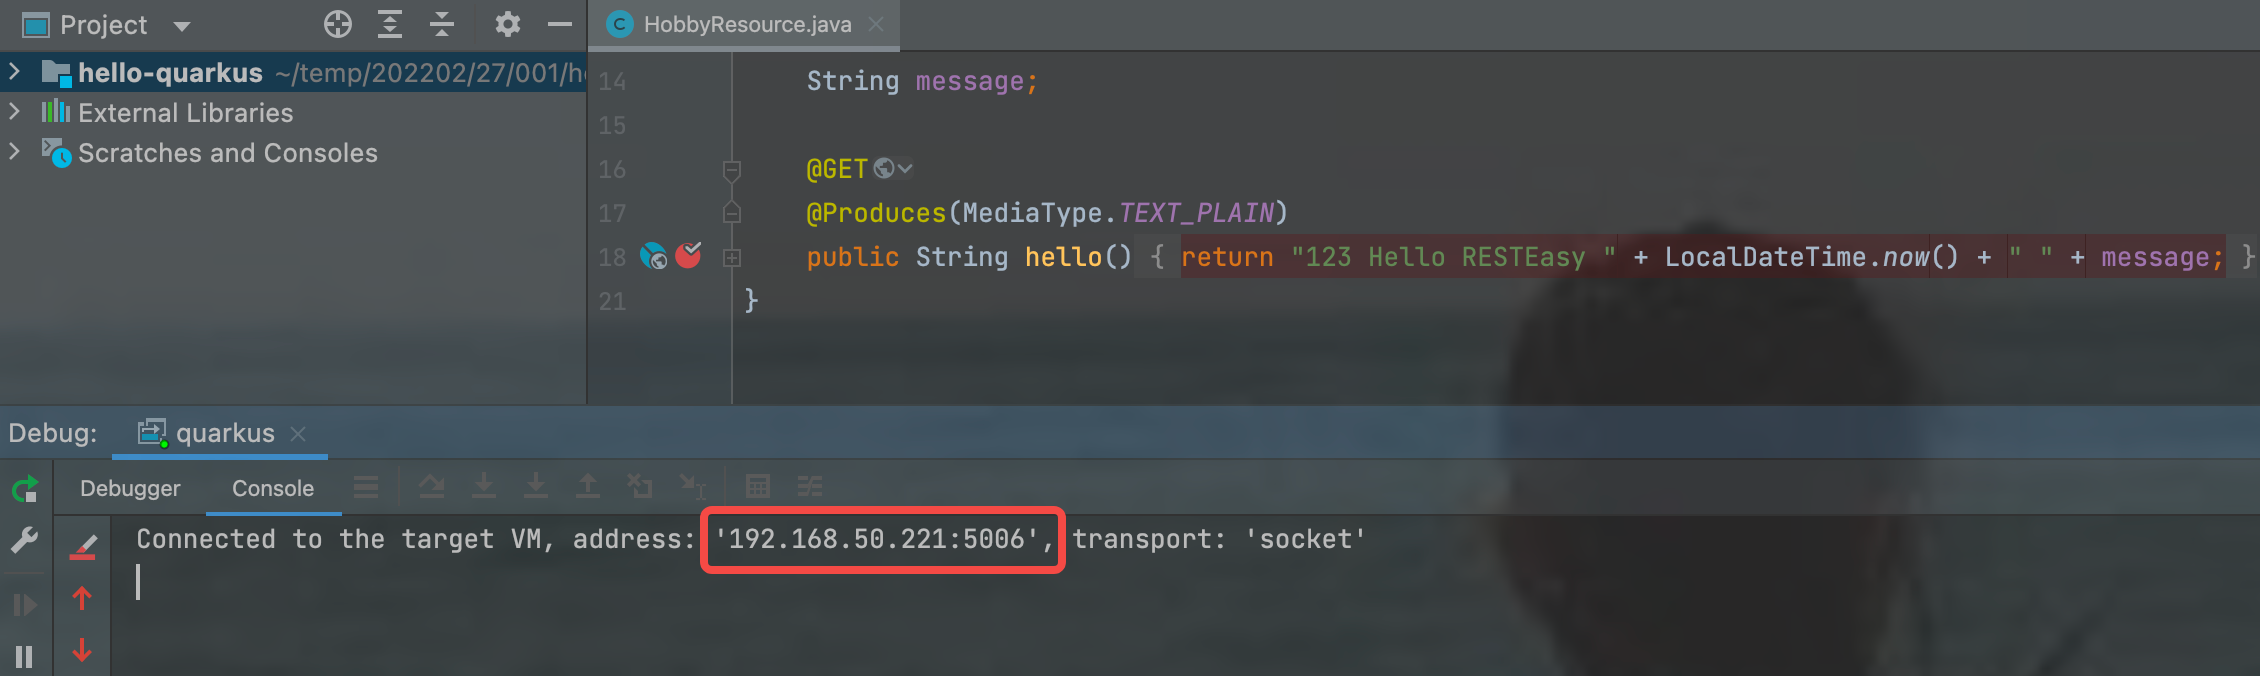 Project
HobbyResource.java
hello-quarkus ~/temp/202202/27/001/h
External Libraries
Scratches and Consoles
14 String message;
15
16 @GET
17 @Produces(MediaType.TEXT_PLAIN)
18 public String hello() { return "123 Hello RESTEasy " + LocalDateTime.now() + " " + message; }
21 }
Debug: quarkus
Debugger Console
Connected to the target VM, address: '192.168.50.221:5006', transport: 'socket'